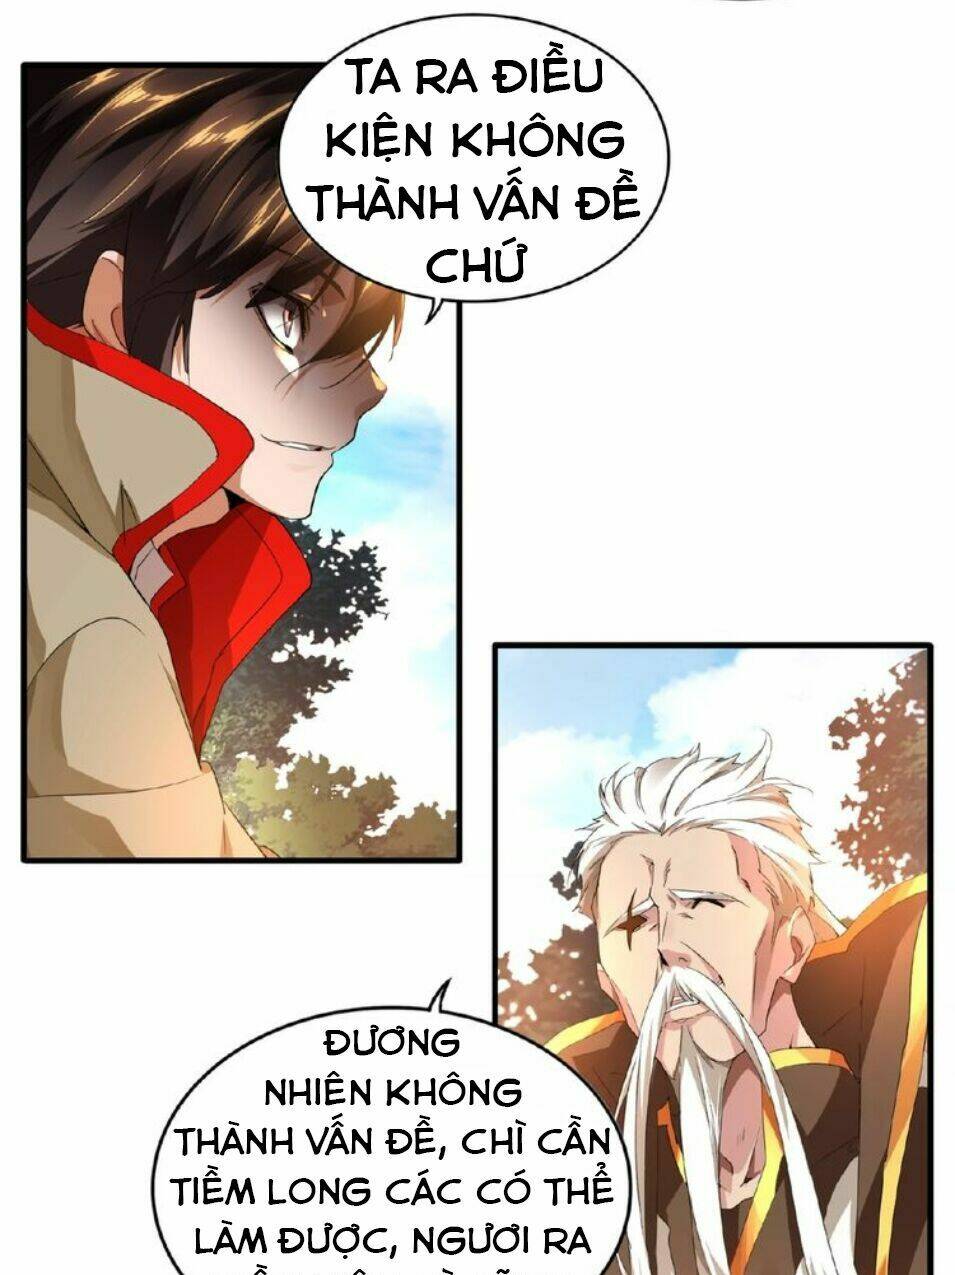 TA RA ĐIỀU
KIỆN KHÔNG
THÀNH VẤN ĐỀ
CHỨ
ĐƯƠNG
NHIÊN KHÔNG
THÀNH VẤN ĐỀ, CHÌ CẦN
TIỀM LONG CÁC CÓ THỂ
LÀM ĐƯỢC, NGƯƠI RA